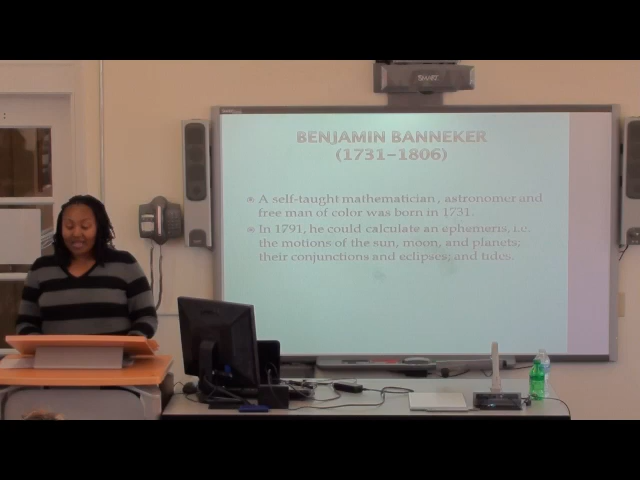 SMART
BENJAMIN BANNEKER
(1731–1806)
A self-taught mathematician, astronomer and
free man of color was born in 1731.
In 1791, he could calculate an ephemeris, i.e.
the motions of the sun, moon, and planets;
their conjunctions and eclipses; and tides.